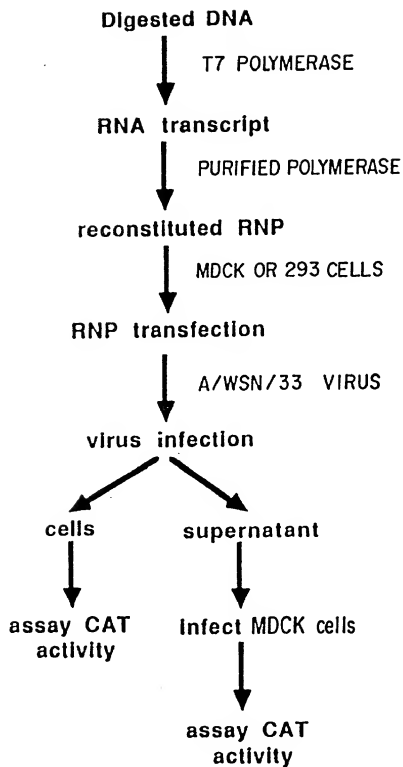 Digested DNA
T7 POLYMERASE
RNA transcript
PURIFIED POLYMERASE
reconstituted RNP
MDCK OR 293 CELLS
RNP transfection
A/WSN/33 VIRUS
virus infection
cells
supernatant
assay CAT
activity
Infect MDCK cells
assay CAT
activity